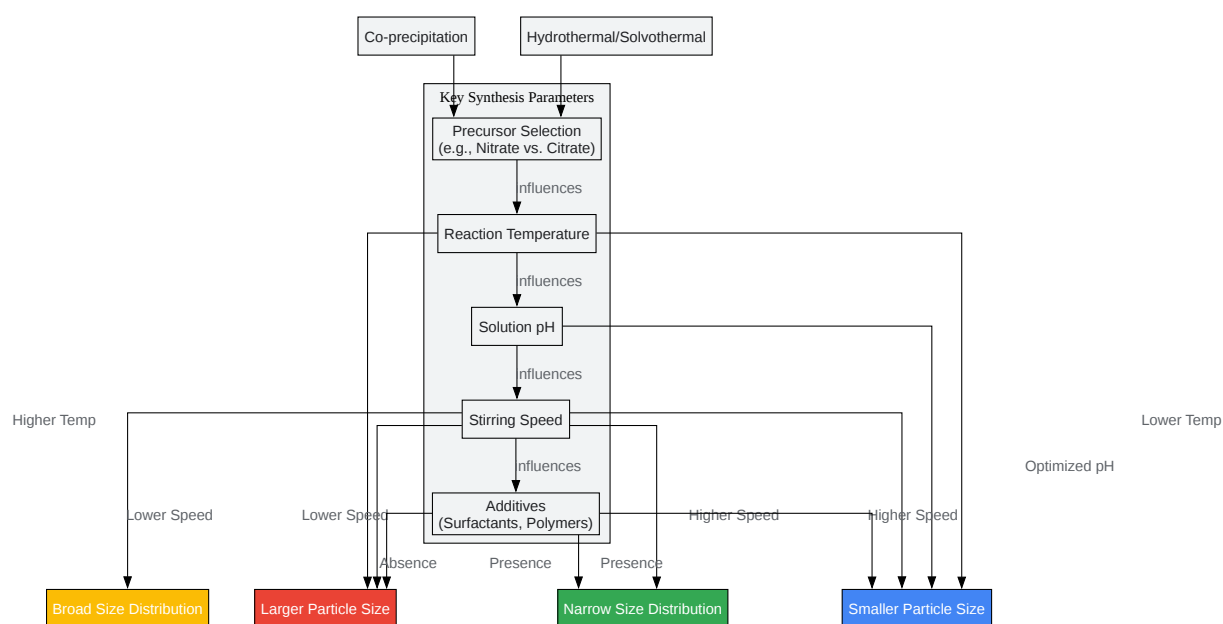 Co-precipitation
Hydrothermal/Solvothermal
Key Synthesis Parameters
Precursor Selection
(e.g., Nitrate vs. Citrate)
nfluences
Reaction Temperature
nfluences
Solution pH
nfluences
Higher Temp
Stirring Speed
Lower Temp
nfluences
Optimized pH
Lower Speed
Lower Speed
Additives
(Surfactants, Polymers)
Higher Speed
Higher Speed
Absence
Presence
Presence
Broad Size Distribution
Larger Particle Size
Narrow Size Distribution
Smaller Particle Size